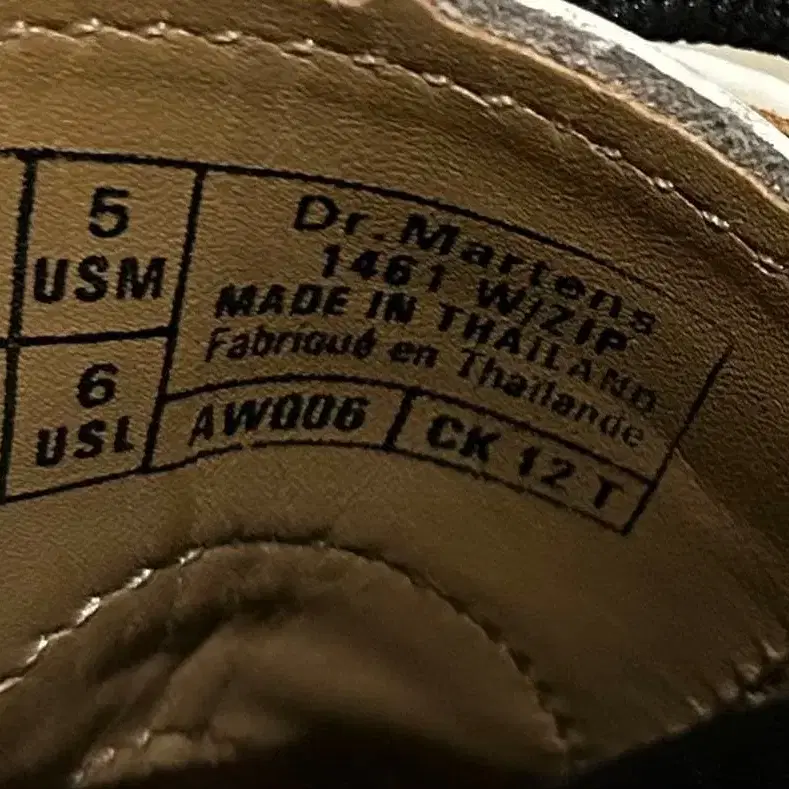 5
USM
6
USL
Dr. Martens
1461 W/ZIP
MADE IN THAILAND
Fabriqué en Thaïlande
AW006
CK 12 T